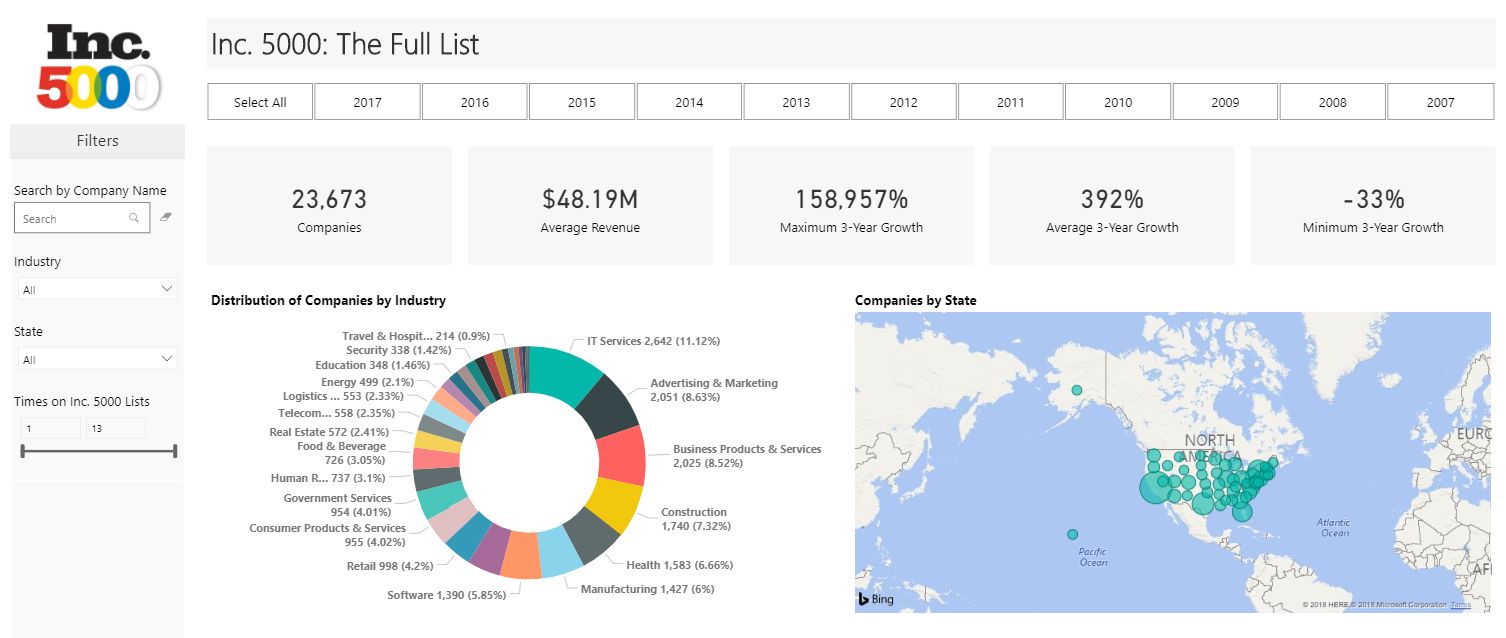 Inc.
5000
Inc. 5000: The Full List
Select All
2017
2016
2015
2014
2013
2012
2011
2010
2009
2008
2007
Filters
Search by Company Name
Search
Industry
All
State
All
Times on Inc. 5000 Lists
1
13
23,673
Companies
$48.19M
Average Revenue
158,957%
Maximum 3-Year Growth
392%
Average 3-Year Growth
-33%
Minimum 3-Year Growth
Distribution of Companies by Industry
Travel & Hospit... 214 (0.9%)
Security 338 (1.42%)
Education 348 (1.46%)
Energy 499 (2.1%)
Logistics ... 553 (2.33%)
Telecom... 558 (2.35%)
Real Estate 572 (2.41%)
Food & Beverage
726 (3.05%)
Human R... 737 (3.1%)
Government Services
954 (4.01%)
Consumer Products & Services
955 (4.02%)
Retail 998 (4.2%)
Software 1,390 (5.85%)
IT Services 2,642 (11.12%)
Advertising & Marketing
2,051 (8.63%)
Business Products & Services
2,025 (8.52%)
Construction
1,740 (7.32%)
Health 1,583 (6.66%)
Manufacturing 1,427 (6%)
Companies by State
NORTH
AMERICA
EURO
Atlantic
Ocean
Pacific
Ocean
AFI
Bing
© 2018 HERE © 2018 Microsoft Corporation Terms